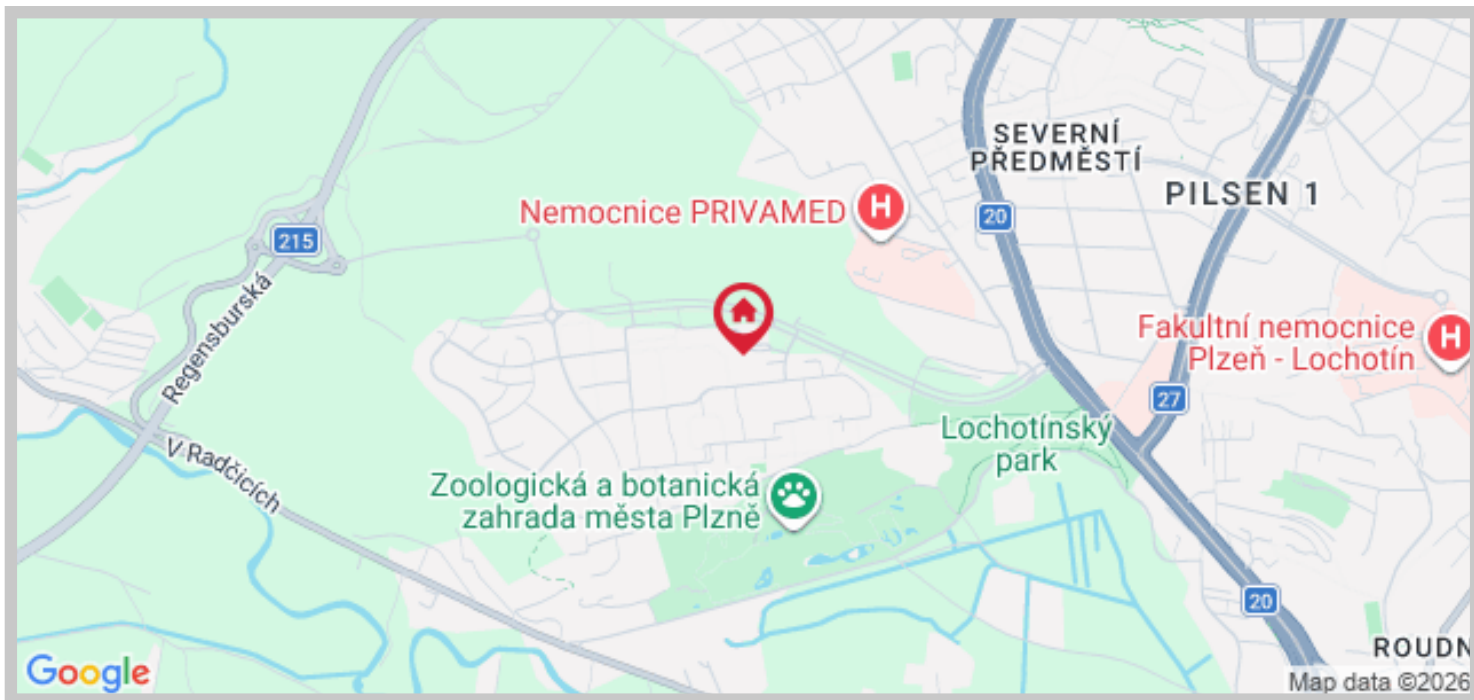 SEVERNÍ
PŘEDMĚSTÍ
PILSEN 1
Nemocnice PRIVAMED
H
20
215
Regensburská
Fakultní nemocnice
Plzeň - Lochotín
H
27
Lochotínský
park
V Radčicích
Zoologická a botanická
zahrada města Plzně
20
ROUDN
Google
Map data ©2026